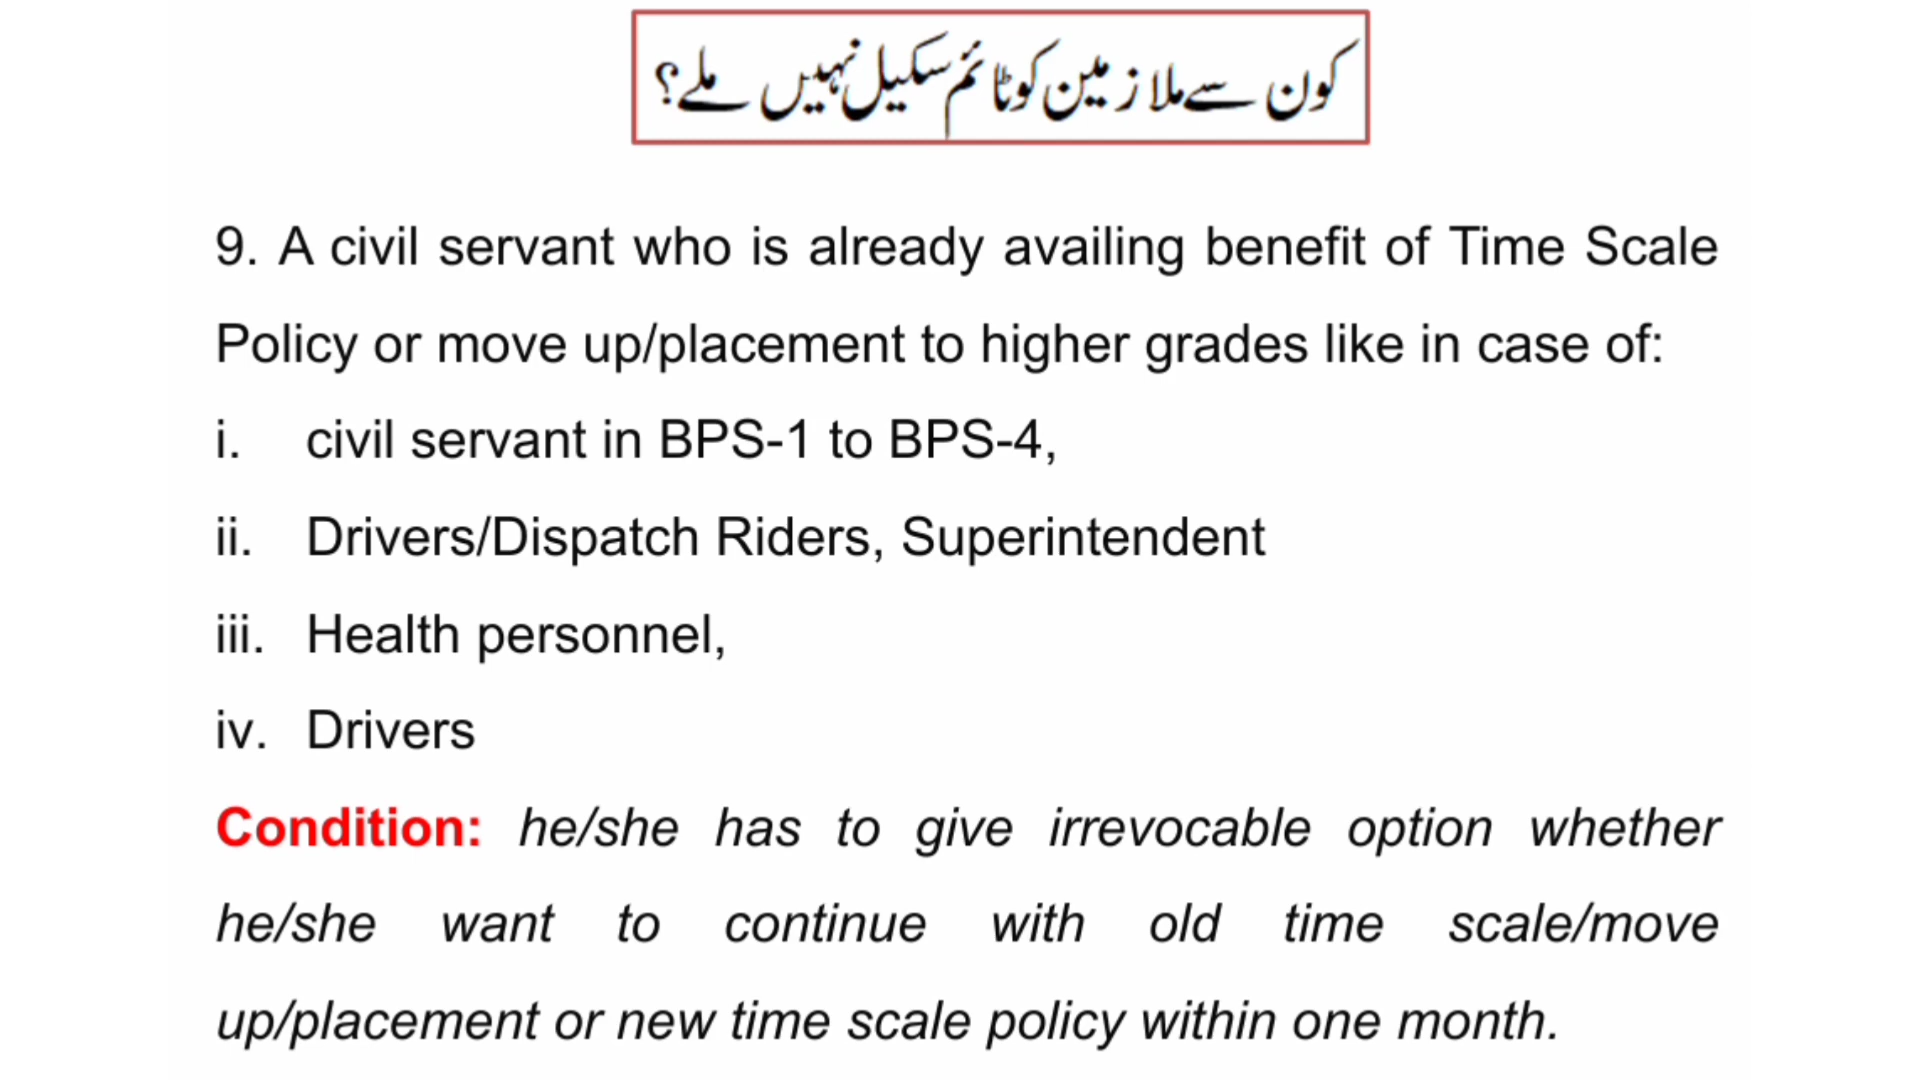 کون سے ملازمین کو ٹائم سکیل نہیں ملے؟
9. A civil servant who is already availing benefit of Time Scale
Policy or move up/placement to higher grades like in case of:
i. civil servant in BPS-1 to BPS-4,
ii. Drivers/Dispatch Riders, Superintendent
iii. Health personnel,
iv. Drivers
Condition: he/she has to give irrevocable option whether
he/she want to continue with old time scale/move
up/placement or new time scale policy within one month.